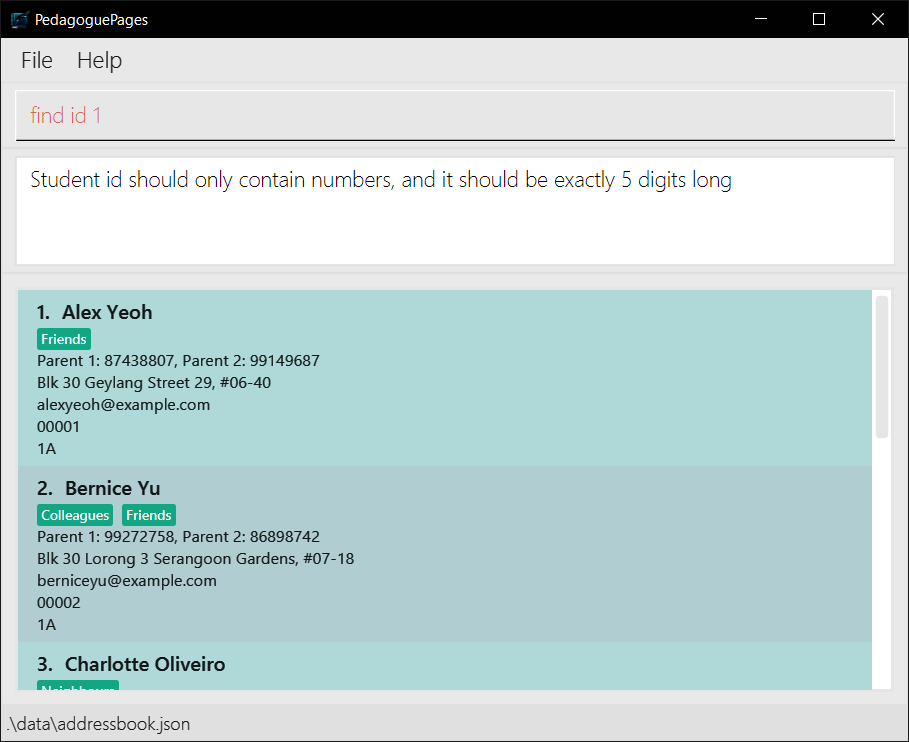 PedagoguePages
File Help
find id 1
Student id should only contain numbers, and it should be exactly 5 digits long
1. Alex Yeoh
Friends
Parent 1: 87438807, Parent 2: 99149687
Blk 30 Geylang Street 29, #06-40
alexyeoh@example.com
00001
1A
2. Bernice Yu
Colleagues Friends
Parent 1: 99272758, Parent 2: 86898742
Blk 30 Lorong 3 Serangoon Gardens, #07-18
berniceyu@example.com
00002
1A
3. Charlotte Oliveiro
Neighbours
.\data\addressbook.json